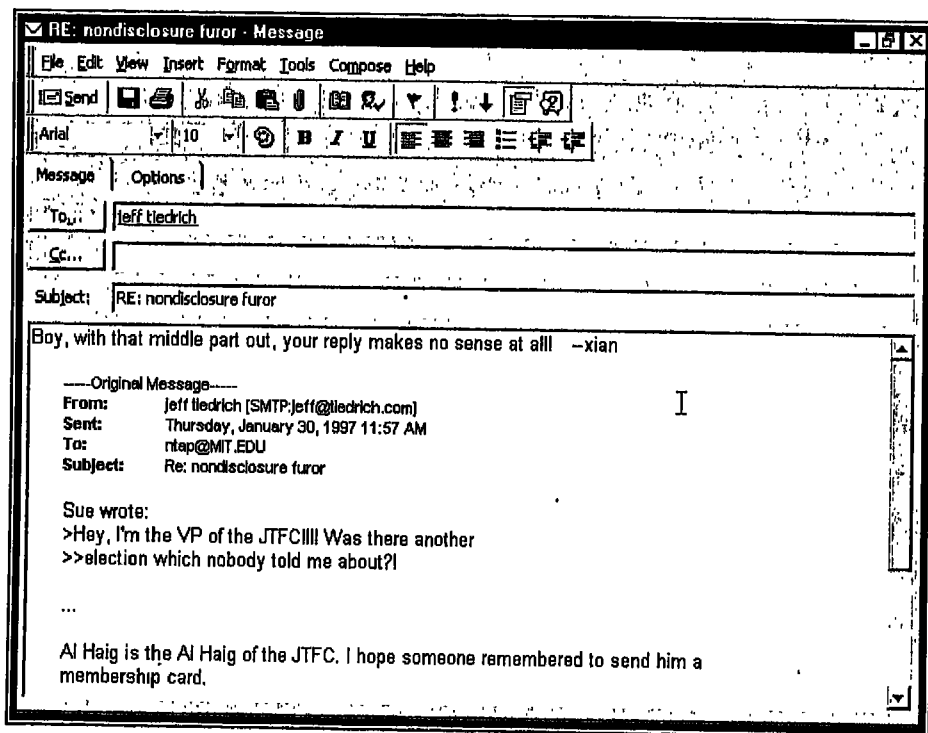 RE: nondisclosure furor - Message
File Edit View Insert Format Tools Compose Help
Send
Arial 10 B I U
Message Options
To... jeff tiedrich
Cc...
Subject: RE: nondisclosure furor
Boy, with that middle part out, your reply makes no sense at all! --xian
-----Original Message-----
From: jeff tiedrich [SMTP:jeff@tiedrich.com]
Sent: Thursday, January 30, 1997 11:57 AM
To: ntap@MIT.EDU
Subject: Re: nondisclosure furor
Sue wrote:
>Hey, I'm the VP of the JTFC!!!! Was there another
>>election which nobody told me about?!
...
Al Haig is the Al Haig of the JTFC. I hope someone remembered to send him a
membership card.